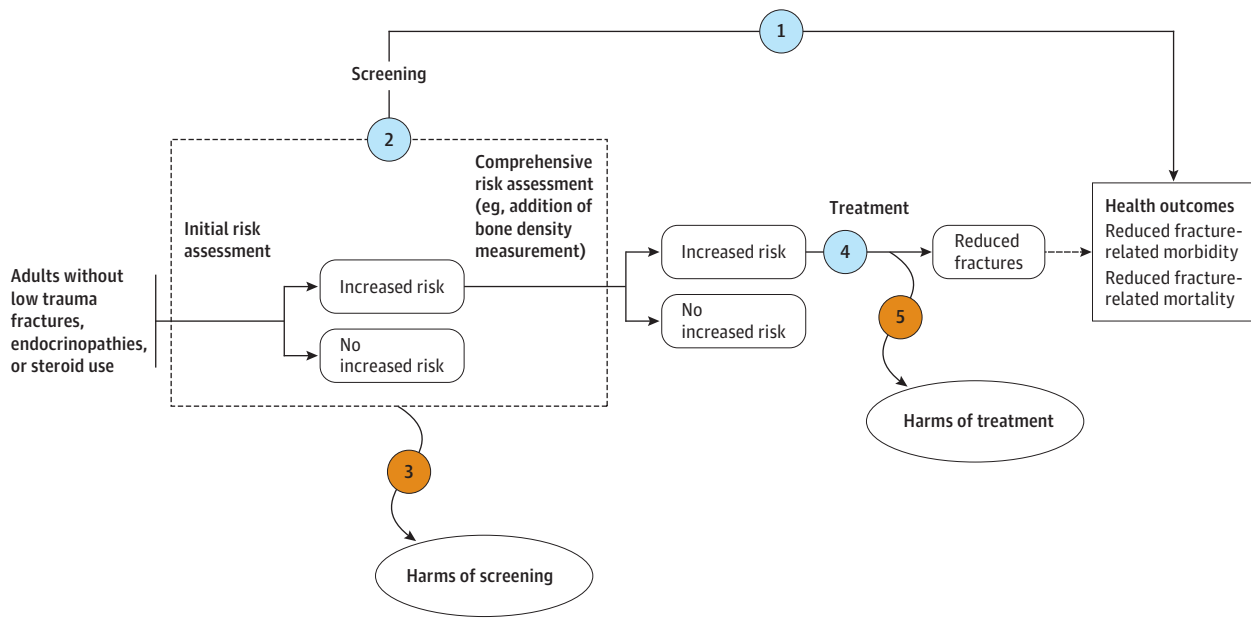 1
Screening
2
Comprehensive
risk assessment
(eg, addition of
bone density
measurement)
Initial risk
assessment
Adults without
low trauma
fractures,
endocrinopathies,
or steroid use
Increased risk
No
increased risk
Increased risk
No
increased risk
Treatment
4
Reduced
fractures
Health outcomes
Reduced fracture-
related morbidity
Reduced fracture-
related mortality
5
Harms of treatment
3
Harms of screening